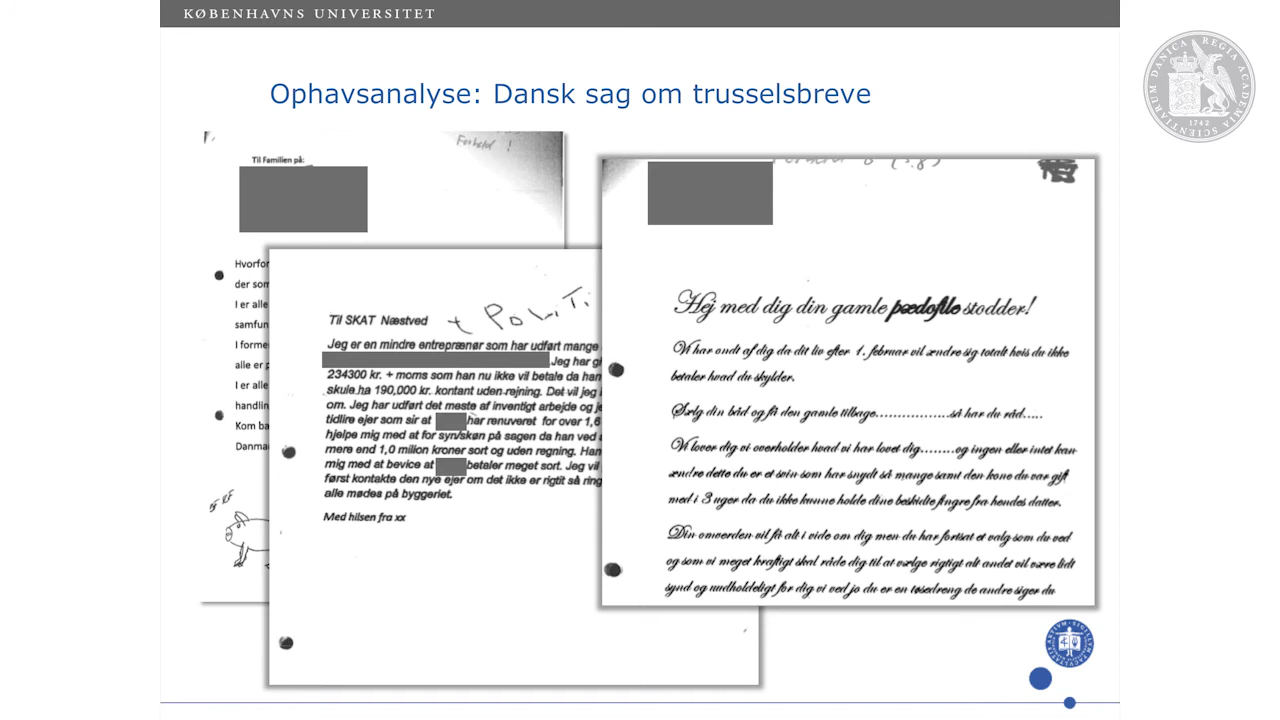 KØBENHAVNS UNIVERSITET
Ophavsanalyse: Dansk sag om trusselsbreve
Forhold !
Til Familien på:
Hvorfor
der som
I er alle
samfun
I forme
alle er
I er alle
handlin
Kom ba
Danma
Til SKAT Næstved
+ POLITI
Jeg er en mindre entreprænør som har udført mange
Jeg har gi
234300 kr. + moms som han nu ikke vil betale da han
skule ha 190,000 kr. kontant uden rejning. Det vil jeg
om. Jeg har udført det meste af inventigt arbejde og je
tidlire ejer som sir at har renuveret for over 1,6
hjelpe mig med at for syn/skøn på sagen da han ved
mere end 1,0 milion kroner sort og uden regning. Han
mig med at bevice at betaler meget sort. Jeg vil
først kontakte den nye ejer om det ikke er rigtit så ring
alle mødes på byggeriet.
Med hilsen fra xx
Hej med dig din gamle pædofile stodder!
Vi har ondt af dig da dit liv efter 1. februar vil ændre sig totalt hvis du ikke
betaler hvad du skylder.
Sælg din båd og få den gamle tilbage................så har du råd.....
Vi lover dig vi overholder hvad vi har lovet dig........og ingen eller intet kan
ændre dette du er et svin som har snydt så mange samt den kone du var gift
med i 3 uger da du ikke kunne holde dine beskidte fingre fra hendes datter.
Din omverden vil få alt i vide om dig men du har fortsat et valg som du ved
og som vi meget kraftigt skal råde dig til at vælge rigtigt alt andet vil være lidt
synd og uudholdeligt for dig vi ved jo du er en tøsedreng de andre siger du
REGIA ACADEMIA SCIENTIARUM DANICA
1742